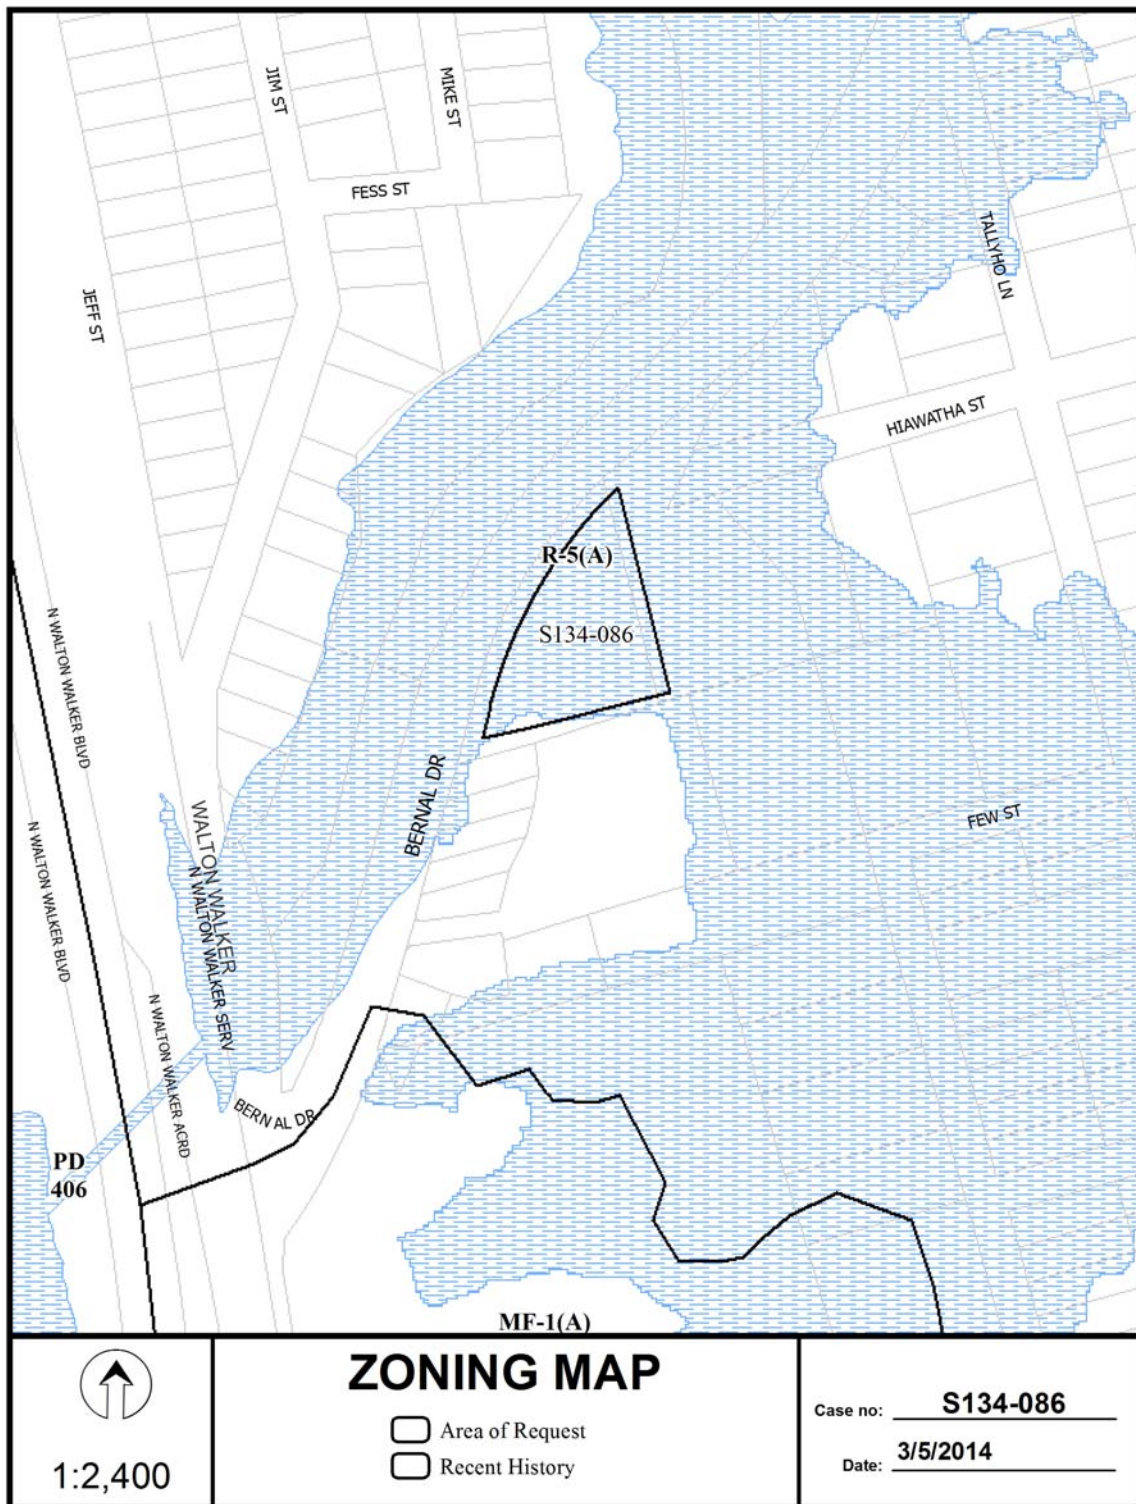 JIM ST
MIKE ST
FESS ST
TALLYHO LN
JEFF ST
HIAWATHA ST
R-5(A)
S134-086
N WALTON WALKER BLVD
BERNAL DR
WALTON WALKER
N WALTON WALKER SERV
FEW ST
N WALTON WALKER BLVD
N WALTON WALKER ACRD
BERNAL DR
PD
406
MF-1(A)
1:2,400
ZONING MAP
Area of Request
Recent History
Case no: S134-086
Date: 3/5/2014